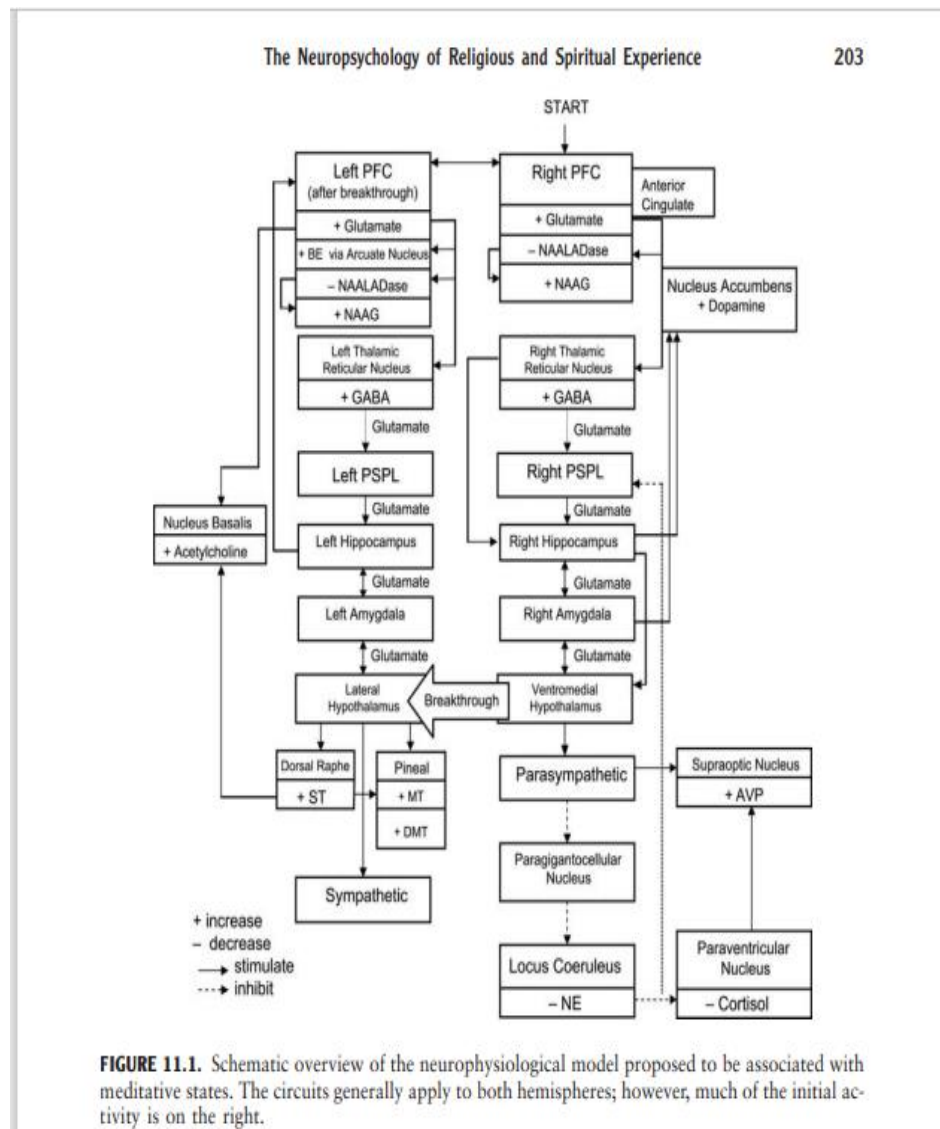 The Neuropsychology of Religious and Spiritual Experience 203
START
Left PFC
(after breakthrough)
+ Glutamate
+ BE via Arcuate Nucleus
– NAALADase
+ NAAG
Right PFC
+ Glutamate
– NAALADase
+ NAAG
Anterior
Cingulate
Nucleus Accumbens
+ Dopamine
Left Thalamic
Reticular Nucleus
+ GABA
Right Thalamic
Reticular Nucleus
+ GABA
Glutamate
Glutamate
Left PSPL
Right PSPL
Glutamate
Glutamate
Nucleus Basalis
+ Acetylcholine
Left Hippocampus
Right Hippocampus
Glutamate
Glutamate
Left Amygdala
Right Amygdala
Glutamate
Glutamate
Lateral
Hypothalamus
Breakthrough
Ventromedial
Hypothalamus
Dorsal Raphe
+ ST
Pineal
+ MT
+ DMT
Parasympathetic
Supraoptic Nucleus
+ AVP
Paragigantocellular
Nucleus
Sympathetic
+ increase
– decrease
stimulate
inhibit
Locus Coeruleus
– NE
Paraventricular
Nucleus
– Cortisol
FIGURE 11.1. Schematic overview of the neurophysiological model proposed to be associated with
meditative states. The circuits generally apply to both hemispheres; however, much of the initial ac-
tivity is on the right.